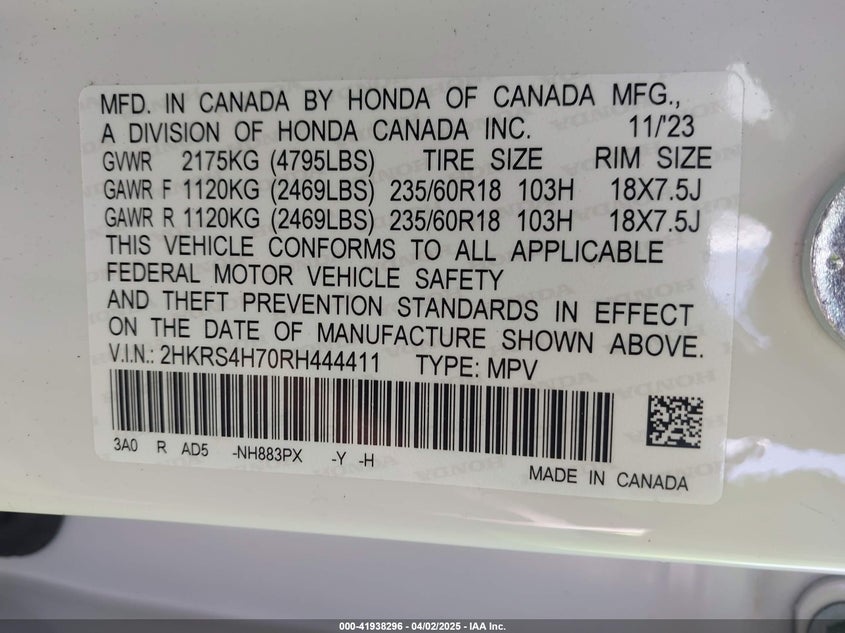 MFD. IN CANADA BY HONDA OF CANADA MFG.,
A DIVISION OF HONDA CANADA INC. 11/'23
GVWR 2175KG (4795LBS) TIRE SIZE RIM SIZE
GAWR F 1120KG (2469LBS) 235/60R18 103H 18X7.5J
GAWR R 1120KG (2469LBS) 235/60R18 103H 18X7.5J
THIS VEHICLE CONFORMS TO ALL APPLICABLE
FEDERAL MOTOR VEHICLE SAFETY
AND THEFT PREVENTION STANDARDS IN EFFECT
ON THE DATE OF MANUFACTURE SHOWN ABOVE.
V.I.N.: 2HKRS4H70RH444411 TYPE: MPV
3A0 R AD5 -NH883PX -Y -H
MADE IN CANADA
000-41938296 - 04/02/2025 - IAA Inc.